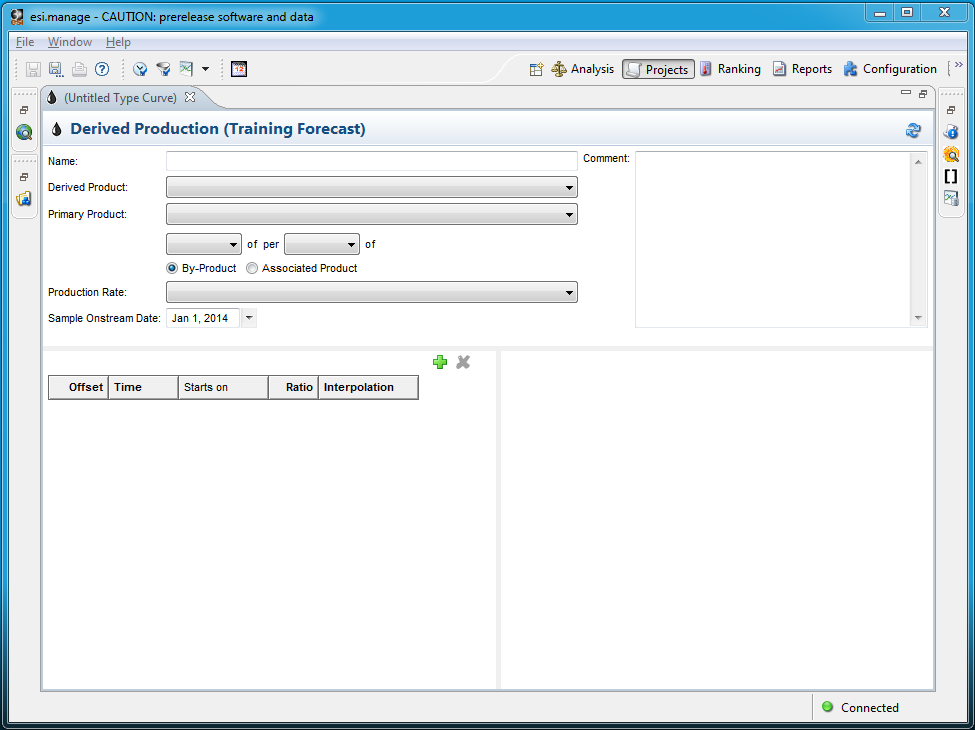 esi.manage - CAUTION: prerelease software and data
File Window Help
12 Analysis Projects Ranking Reports Configuration »
(Untitled Type Curve)
Derived Production (Training Forecast)
Name: Comment:
Derived Product:
Primary Product:
of per of
By-Product Associated Product
Production Rate:
Sample Onstream Date: Jan 1, 2014
Offset Time Starts on Ratio Interpolation
Connected